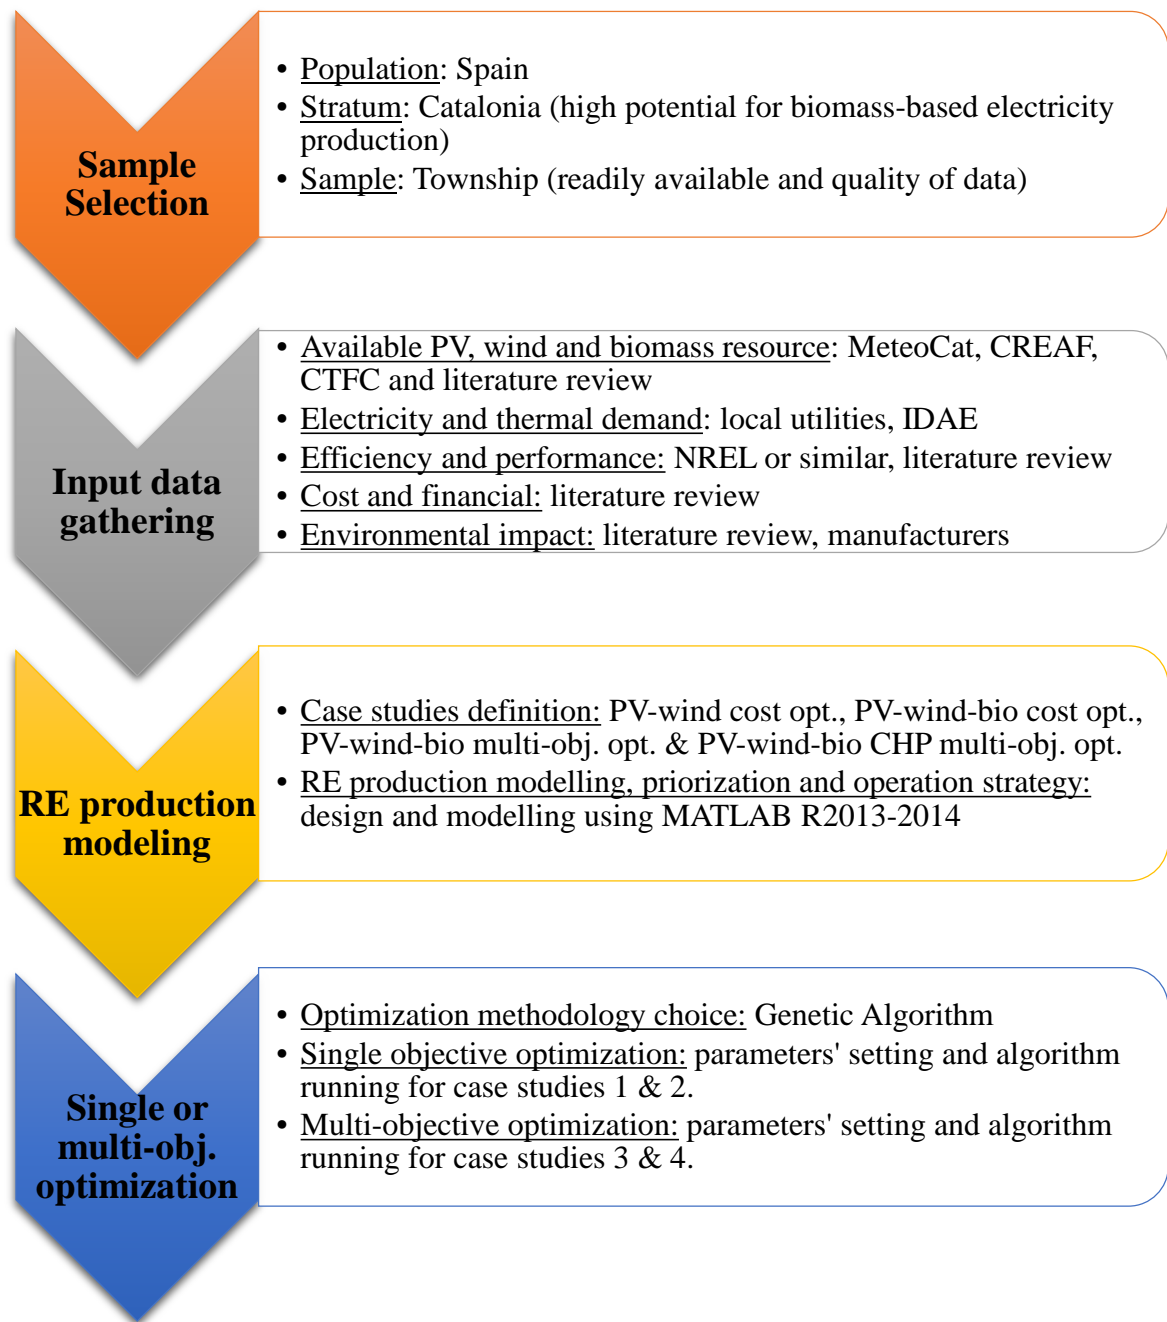 Sample
Selection
• Population: Spain
• Stratum: Catalonia (high potential for biomass-based electricity
production)
• Sample: Township (readily available and quality of data)
Input data
gathering
• Available PV, wind and biomass resource: MeteoCat, CREAF,
CTFC and literature review
• Electricity and thermal demand: local utilities, IDAE
• Efficiency and performance: NREL or similar, literature review
• Cost and financial: literature review
• Environmental impact: literature review, manufacturers
RE production
modeling
• Case studies definition: PV-wind cost opt., PV-wind-bio cost opt.,
PV-wind-bio multi-obj. opt. & PV-wind-bio CHP multi-obj. opt.
• RE production modelling, priorization and operation strategy:
design and modelling using MATLAB R2013-2014
Single or
multi-obj.
optimization
• Optimization methodology choice: Genetic Algorithm
• Single objective optimization: parameters' setting and algorithm
running for case studies 1 & 2.
• Multi-objective optimization: parameters' setting and algorithm
running for case studies 3 & 4.